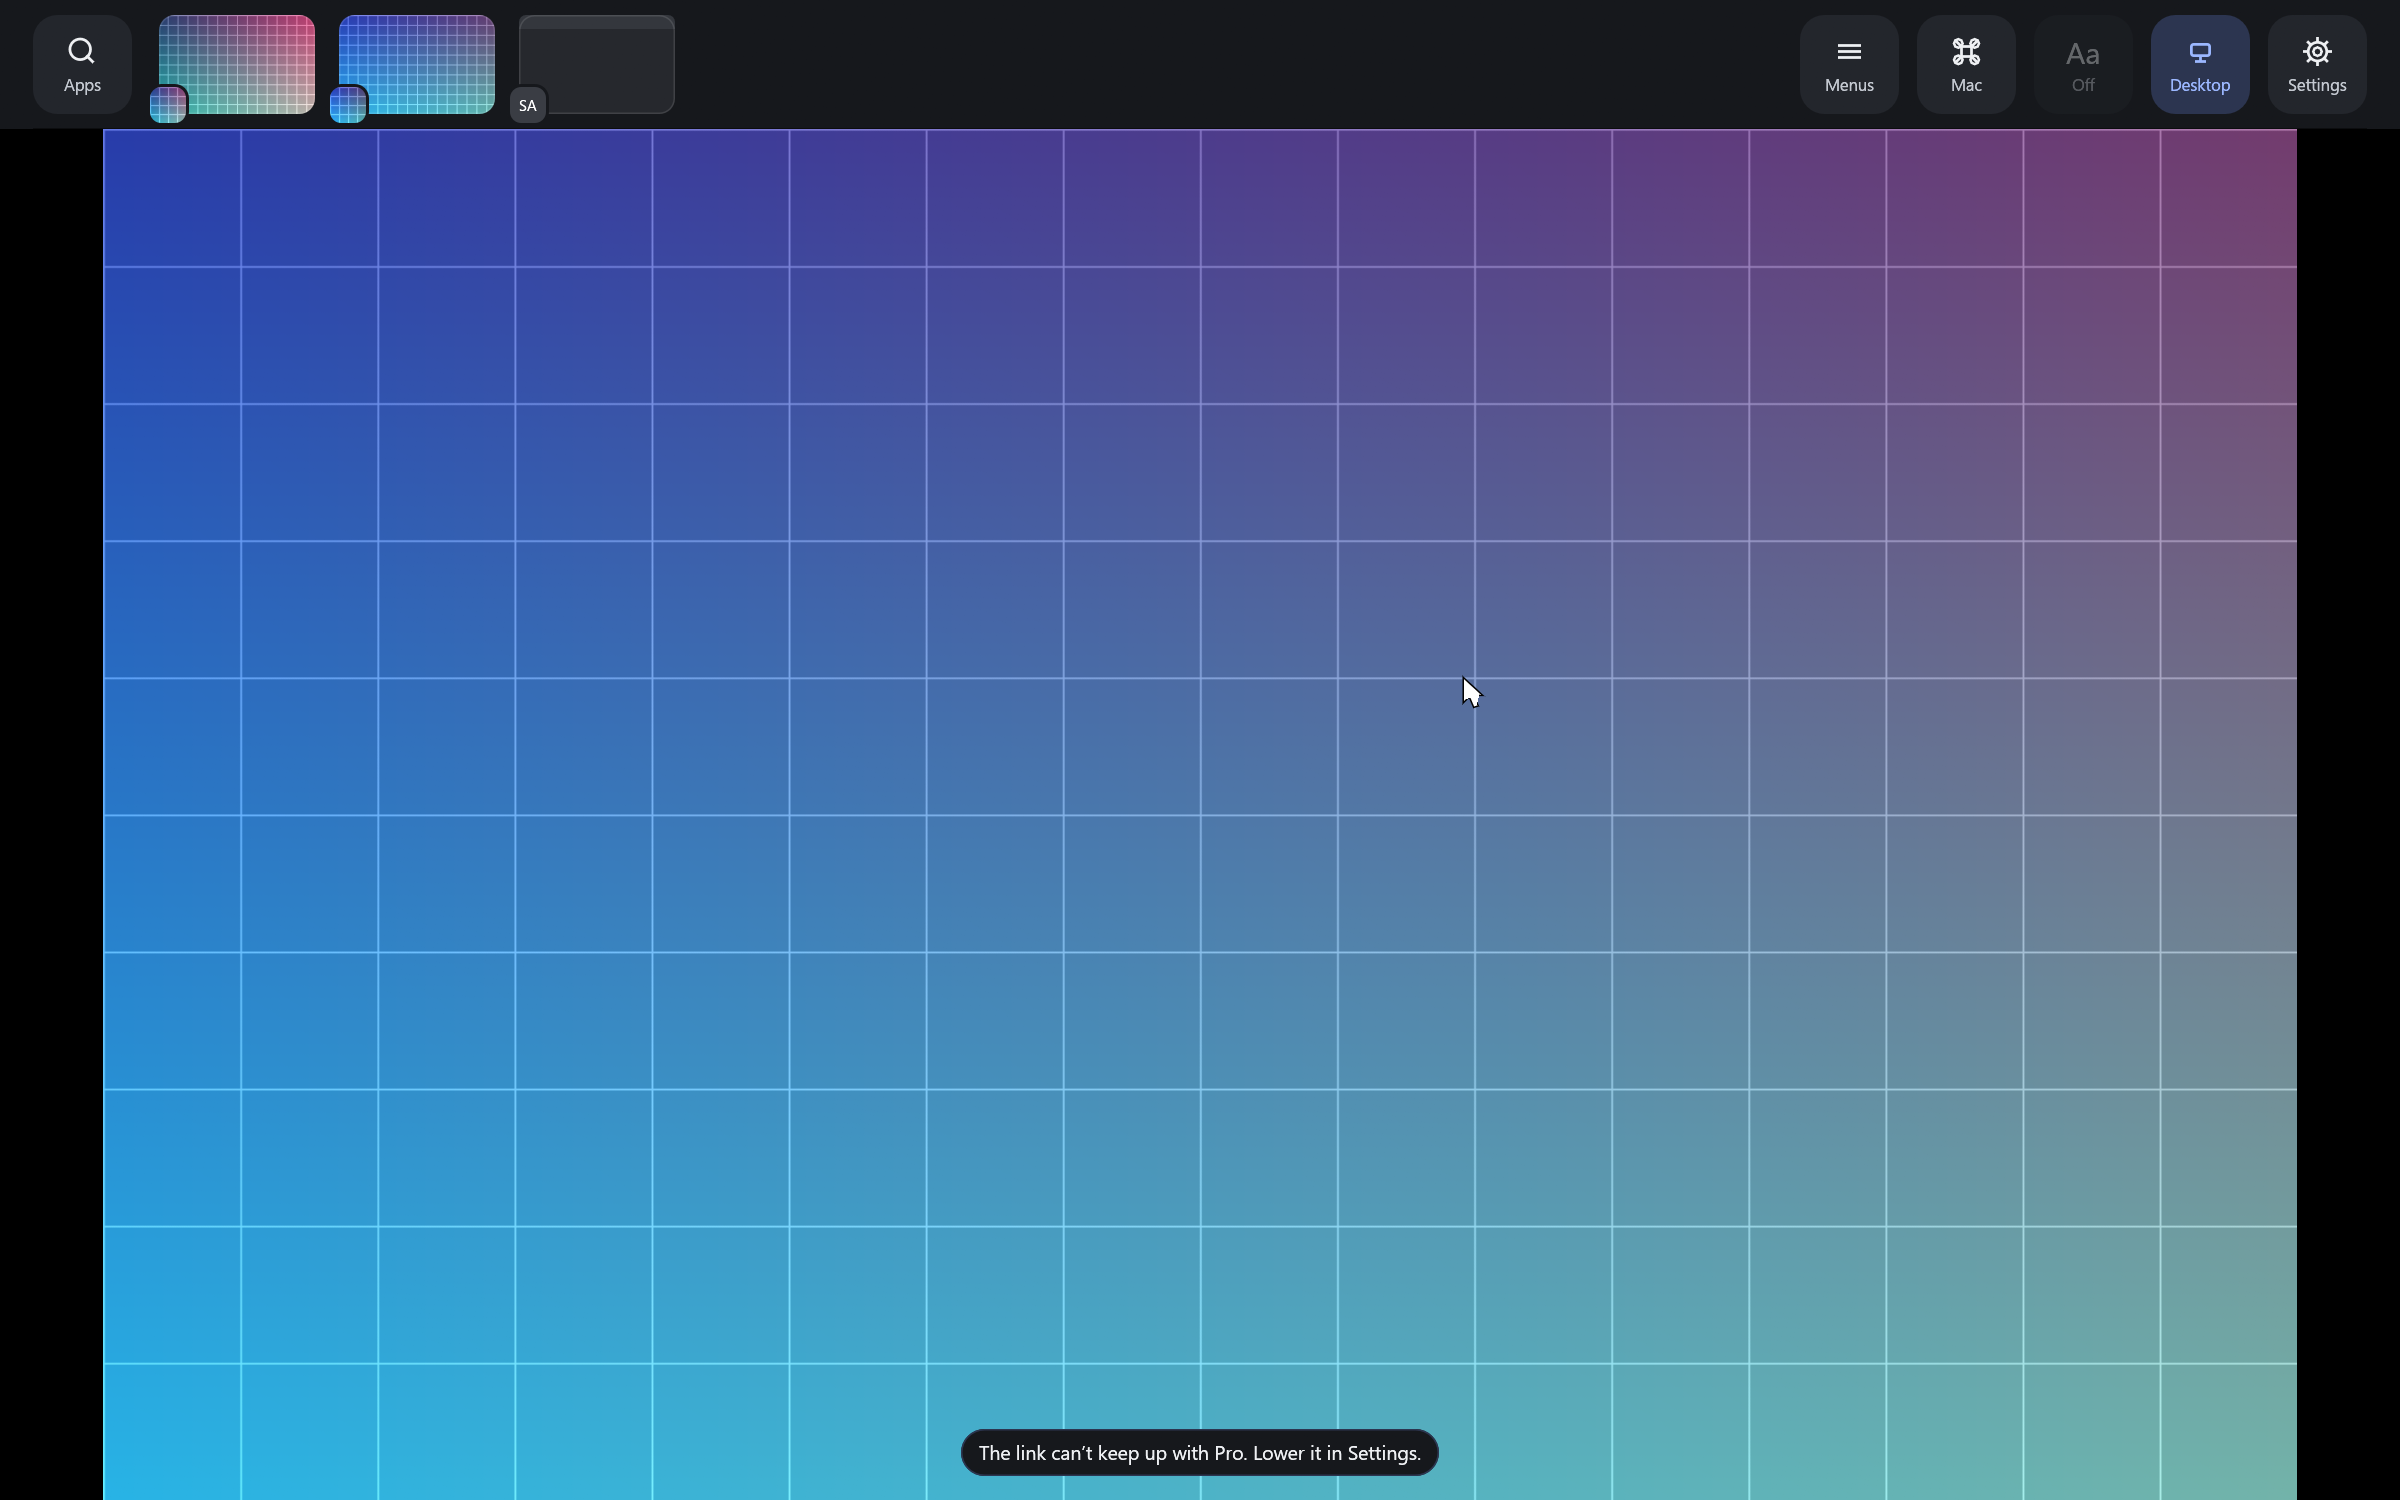 Apps
SA
Menus
Mac
Aa
Off
Desktop
Settings
The link can’t keep up with Pro. Lower it in Settings.